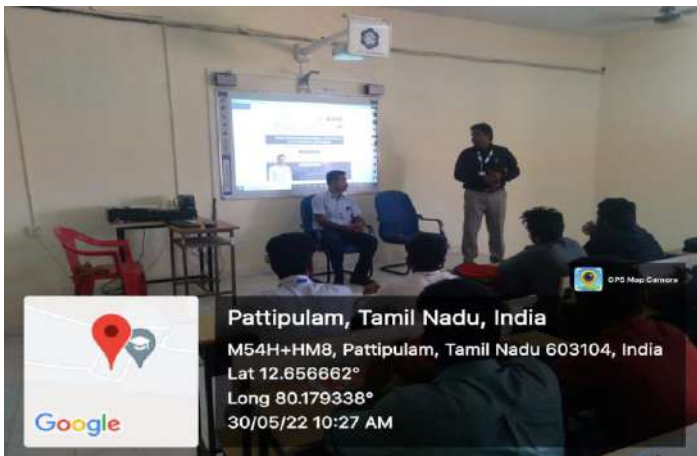 GPS Map Camera
Pattipulam, Tamil Nadu, India
M54H+HM8, Pattipulam, Tamil Nadu 603104, India
Lat 12.656662°
Long 80.179338°
30/05/22 10:27 AM
Google